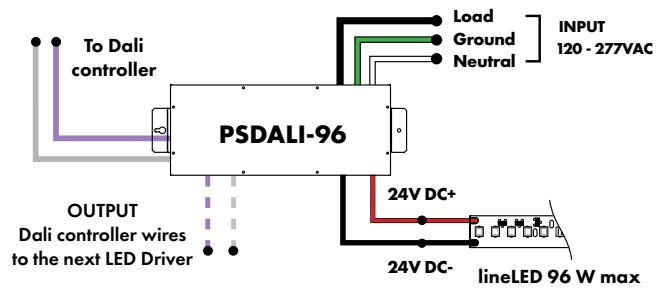 To Dali
controller
Load
Ground
Neutral
INPUT
120 - 277VAC
PSDALI-96
OUTPUT
Dali controller wires
to the next LED Driver
24V DC+
24V DC-
lineLED 96 W max